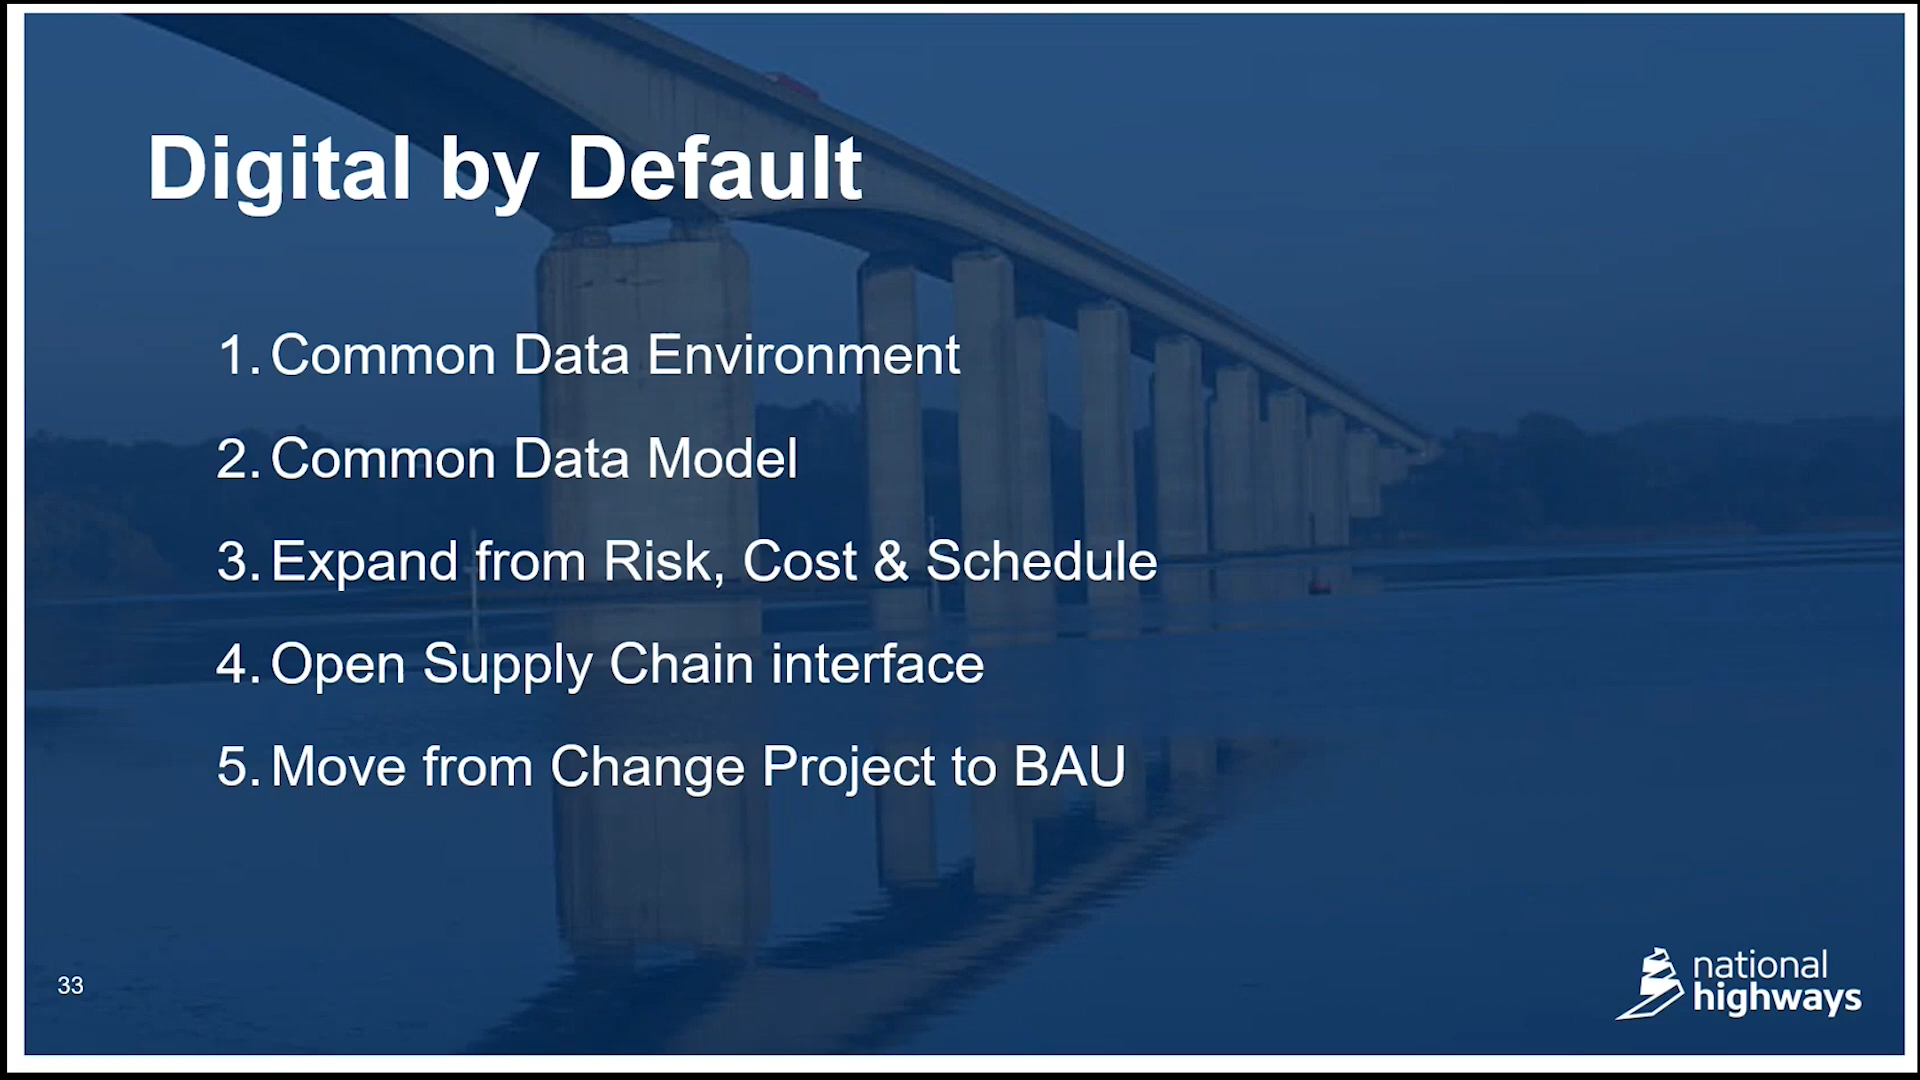 Digital by Default
1. Common Data Environment
2. Common Data Model
3. Expand from Risk, Cost & Schedule
4. Open Supply Chain interface
5. Move from Change Project to BAU
33
national
highways